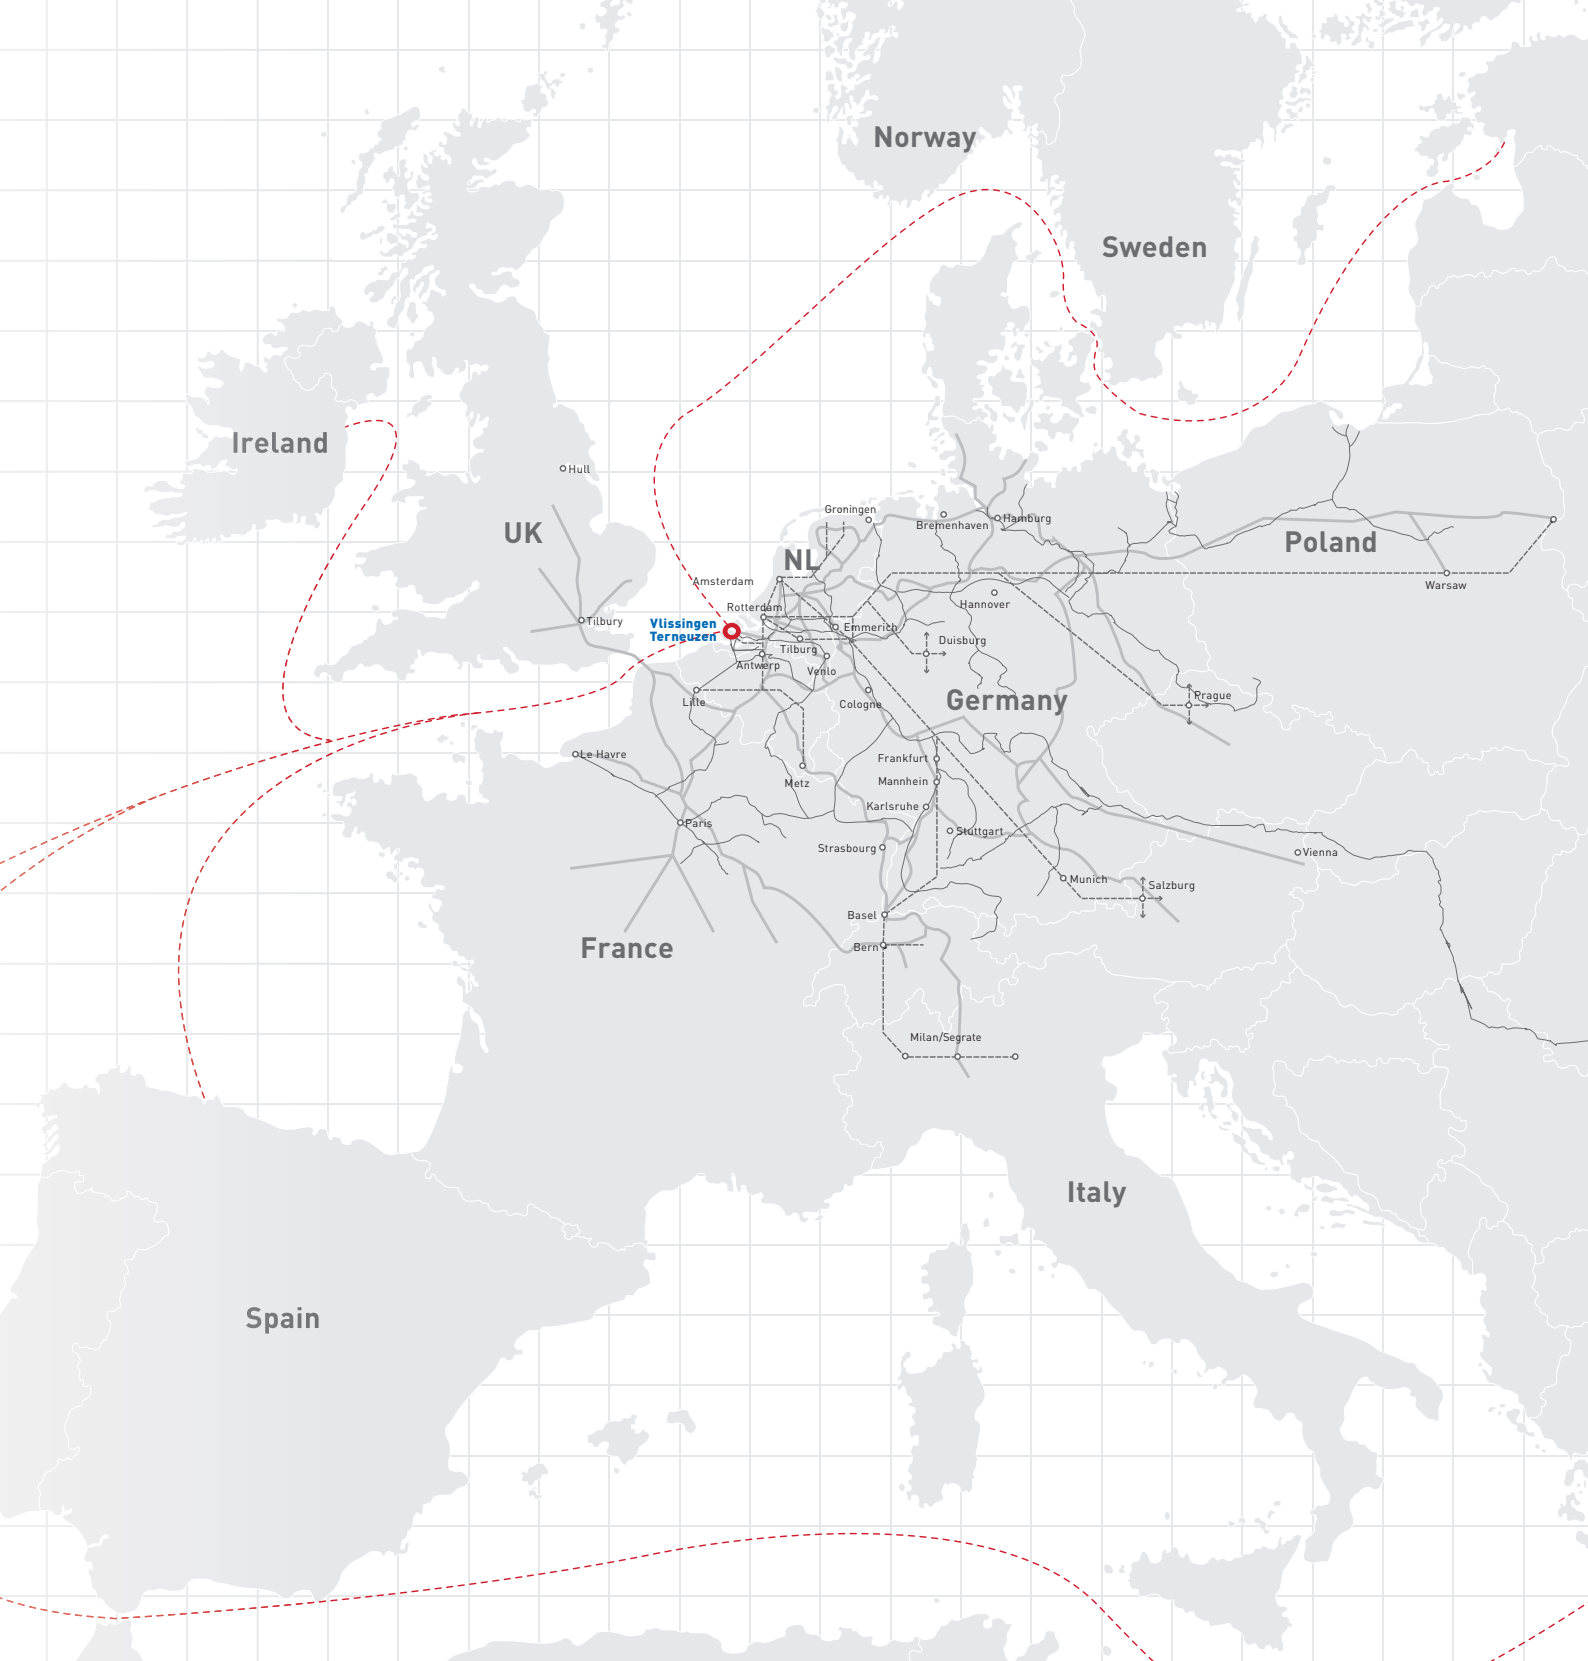 Norway
Sweden
Ireland
Hull
UK
Groningen
Bremenhaven
Hamburg
Poland
NL
Amsterdam
Warsaw
Hannover
Rotterdam
Tilbury
Vlissingen
Terneuzen
Emmerich
Duisburg
Tilburg
Antwerp
Venlo
Prague
Germany
Lille
Cologne
Le Havre
Frankfurt
Metz
Mannhein
Karlsruhe
Paris
Stuttgart
Strasbourg
Vienna
Munich
Salzburg
Basel
France
Bern
Milan/Segrate
Italy
Spain